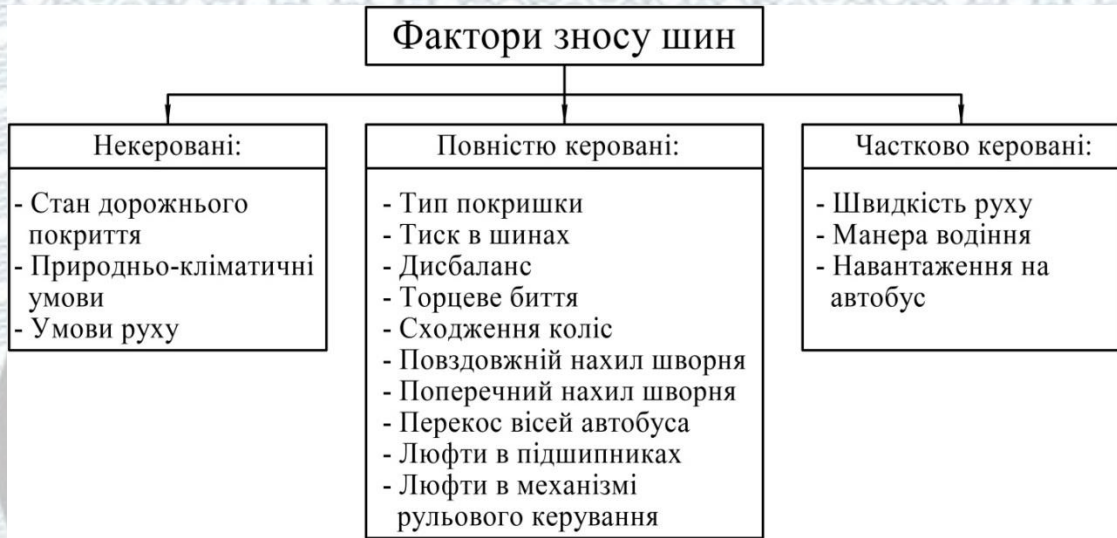 Фактори зносу шин
Некеровані:
- Стан дорожнього
покриття
- Природньо-кліматичні
умови
- Умови руху
Повністю керовані:
- Тип покришки
- Тиск в шинах
- Дисбаланс
- Торцеве биття
- Сходження коліс
- Повздовжній нахил шворня
- Поперечний нахил шворня
- Перекос вісей автобуса
- Люфти в підшипниках
- Люфти в механізмі
рульового керування
Частково керовані:
- Швидкість руху
- Манера водіння
- Навантаження на
автобус